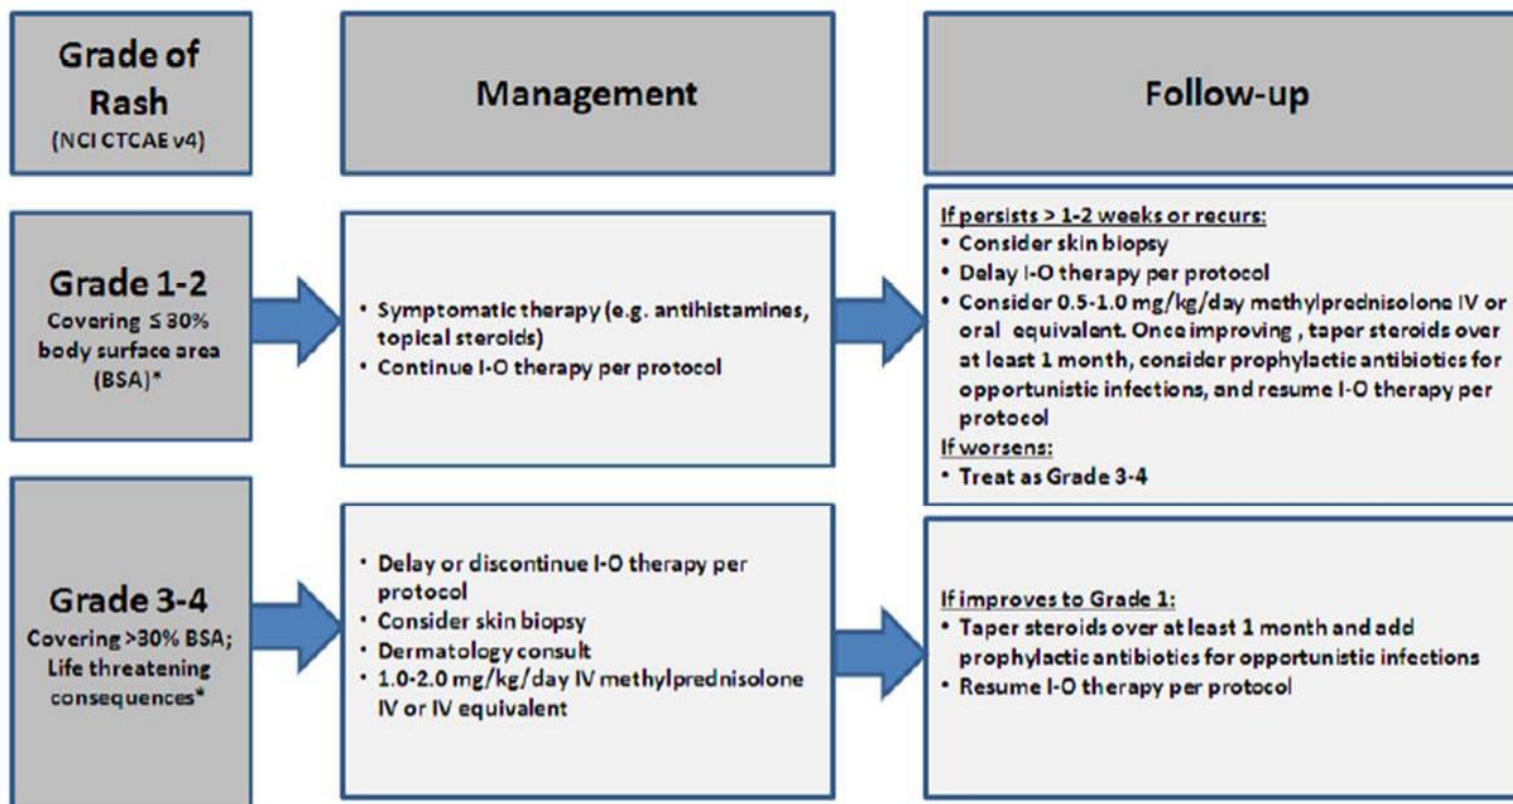 Grade of
Rash
(NCI CTCAE v4)
Management
Follow-up
Grade 1-2
Covering ≤ 30%
body surface area
(BSA)*
• Symptomatic therapy (e.g. antihistamines,
topical steroids)
• Continue I-O therapy per protocol
If persists > 1-2 weeks or recurs:
• Consider skin biopsy
• Delay I-O therapy per protocol
• Consider 0.5-1.0 mg/kg/day methylprednisolone IV or
oral equivalent. Once improving , taper steroids over
at least 1 month, consider prophylactic antibiotics for
opportunistic infections, and resume I-O therapy per
protocol
If worsens:
• Treat as Grade 3-4
Grade 3-4
Covering >30% BSA;
Life threatening
consequences*
• Delay or discontinue I-O therapy per
protocol
• Consider skin biopsy
• Dermatology consult
• 1.0-2.0 mg/kg/day IV methylprednisolone
IV or IV equivalent
If improves to Grade 1:
• Taper steroids over at least 1 month and add
prophylactic antibiotics for opportunistic infections
• Resume I-O therapy per protocol